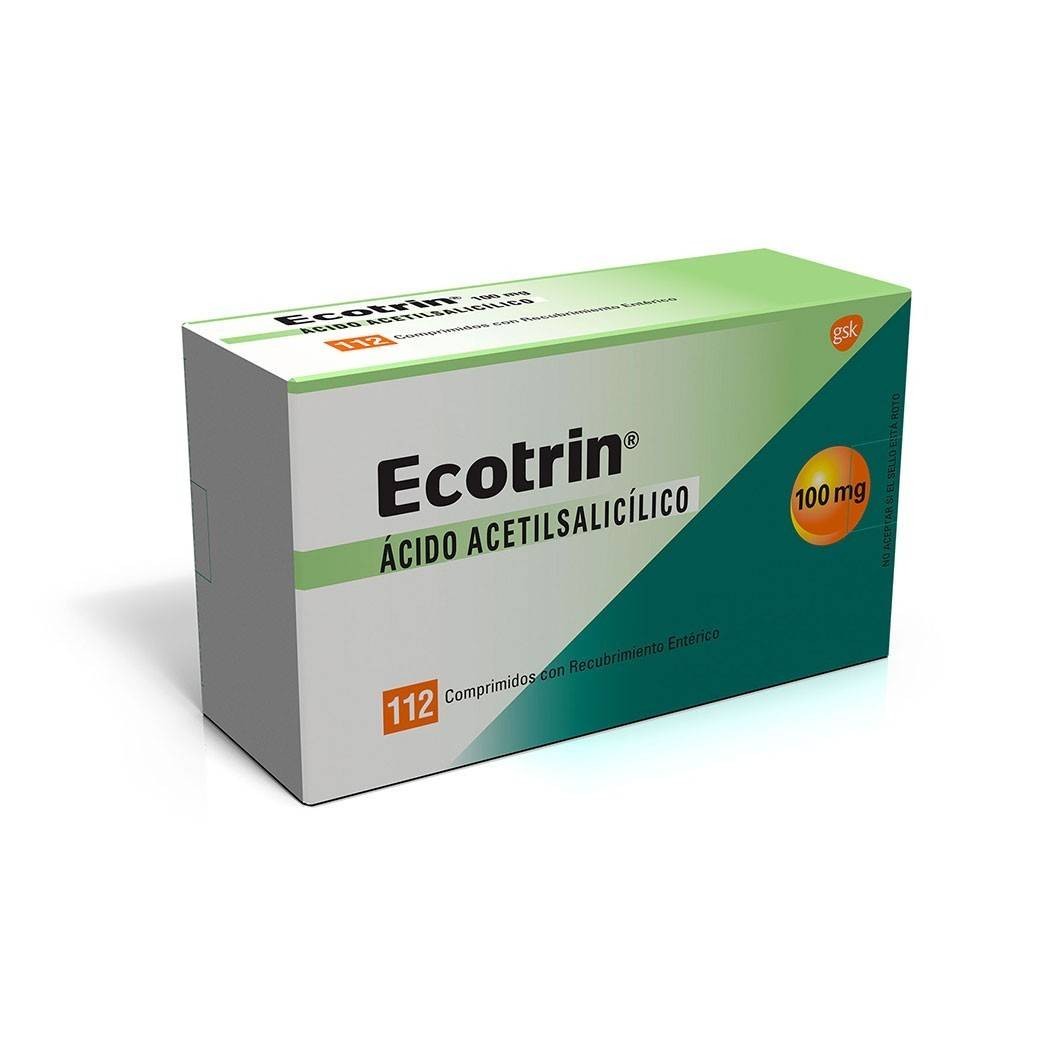 Ecotrin® 100 mg
ÁCIDO ACETILSALICÍLICO
112 Comprimidos con Recubrimiento Entérico
gsk
Ecotrin®
ÁCIDO ACETILSALICÍLICO
100 mg
112 Comprimidos con Recubrimiento Entérico
NO ACEPTAR SI EL SELLO ESTÁ ROTO